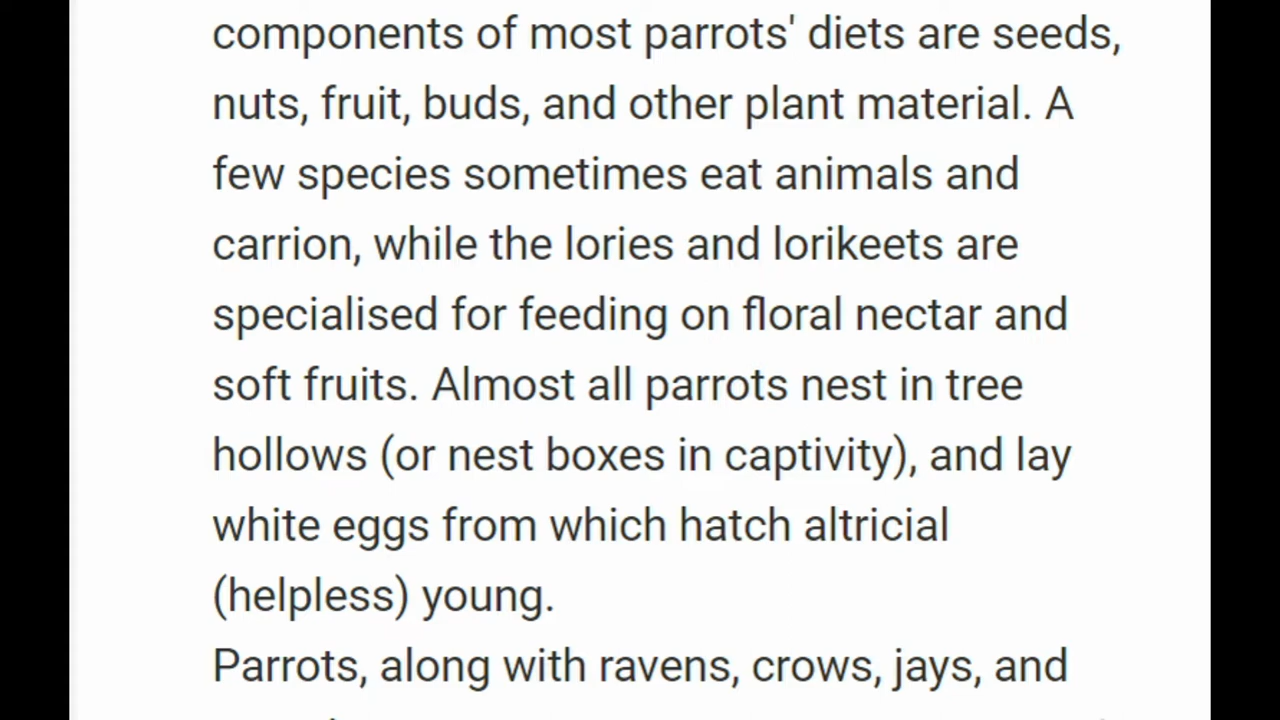 components of most parrots' diets are seeds,
nuts, fruit, buds, and other plant material. A
few species sometimes eat animals and
carrion, while the lories and lorikeets are
specialised for feeding on floral nectar and
soft fruits. Almost all parrots nest in tree
hollows (or nest boxes in captivity), and lay
white eggs from which hatch altricial
(helpless) young.
Parrots, along with ravens, crows, jays, and